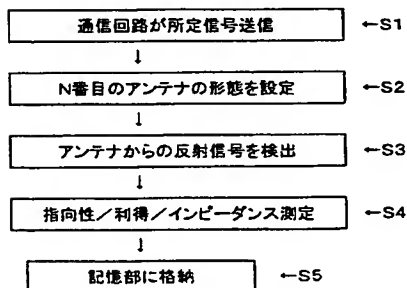 通信回路が所定信号送信 ←S1
↓
N番目のアンテナの形態を設定 ←S2
↓
アンテナからの反射信号を検出 ←S3
↓
指向性／利得／インピーダンス測定 ←S4
↓
記憶部に格納 ←S5